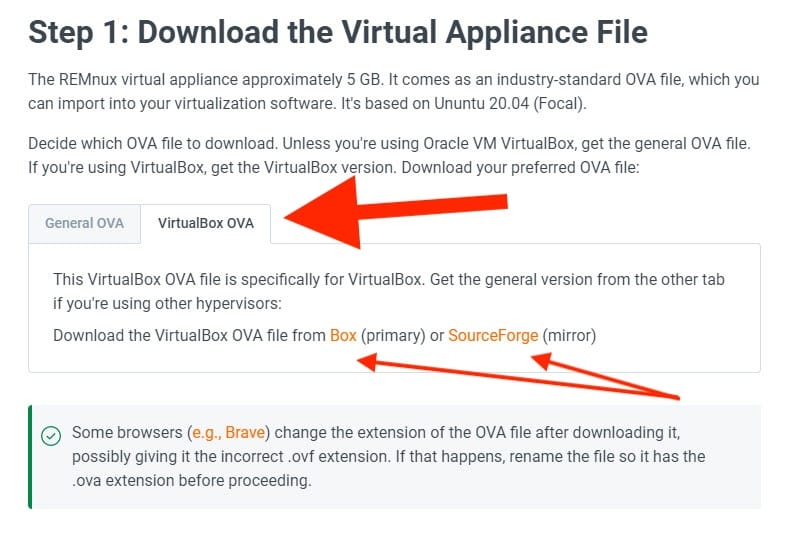 Step 1: Download the Virtual Appliance File
The REMnux virtual appliance approximately 5 GB. It comes as an industry-standard OVA file, which you
can import into your virtualization software. It's based on Ununtu 20.04 (Focal).
Decide which OVA file to download. Unless you're using Oracle VM VirtualBox, get the general OVA file.
If you're using VirtualBox, get the VirtualBox version. Download your preferred OVA file:
General OVA VirtualBox OVA
This VirtualBox OVA file is specifically for VirtualBox. Get the general version from the other tab
if you're using other hypervisors:
Download the VirtualBox OVA file from Box (primary) or SourceForge (mirror)
Some browsers (e.g., Brave) change the extension of the OVA file after downloading it,
possibly giving it the incorrect .ovf extension. If that happens, rename the file so it has the
.ova extension before proceeding.